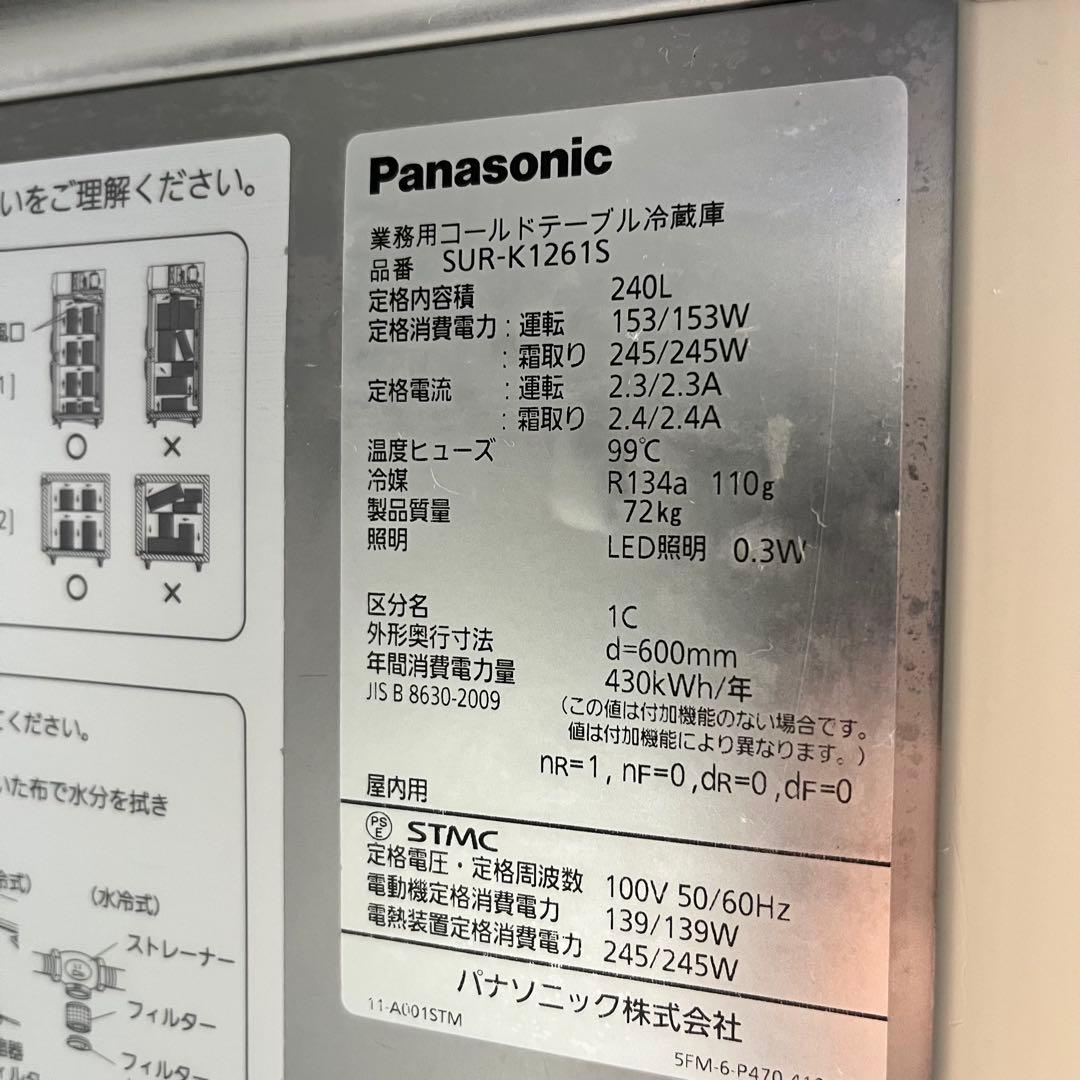 いをご理解ください。
○
×
○
×
てください。
いた布で水分を拭き
(水冷式)
ストレーナー
フィルター
フィルター
Panasonic
業務用コールドテーブル冷蔵庫
品番 SUR-K1261S
定格内容積 240L
定格消費電力:運転 153/153W
:霜取り 245/245W
定格電流 :運転 2.3/2.3A
:霜取り 2.4/2.4A
温度ヒューズ 99℃
冷媒 R134a 110g
製品質量 72kg
照明 LED照明 0.3W
区分名 1C
外形奥行寸法 d=600mm
年間消費電力量 430kWh/年
JIS B 8630-2009 (この値は付加機能のない場合です。
値は付加機能により異なります。)
nR=1, nF=0,dR=0,dF=0
屋内用
PS
E STMC
定格電圧・定格周波数 100V 50/60Hz
電動機定格消費電力 139/139W
電熱装置定格消費電力 245/245W
パナソニック株式会社
11-A001STM
5FM-6-P470